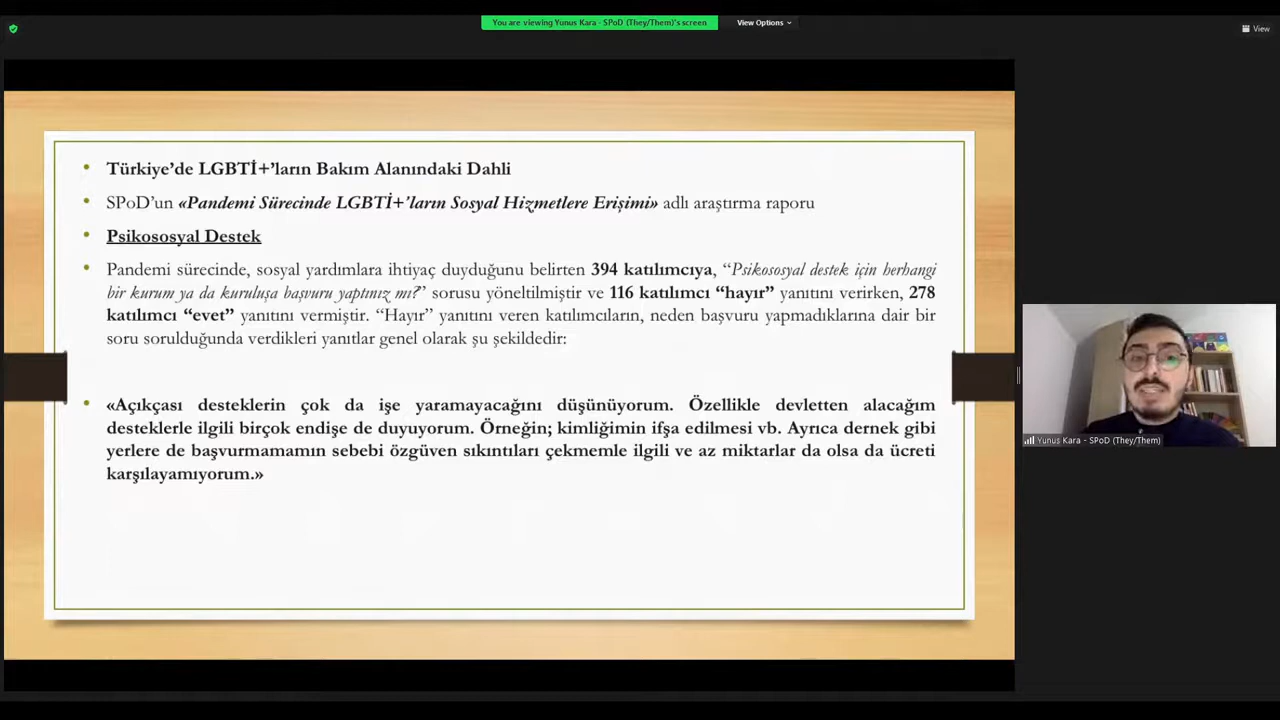 You are viewing Yunus Kara - SPoD (They/Them)'s screen
View Options
View
Türkiye'de LGBTİ+'ların Bakım Alanındaki Dahli
SPoD'un «Pandemi Sürecinde LGBTİ+'ların Sosyal Hizmetlere Erişimi» adlı araştırma raporu
Psikososyal Destek
Pandemi sürecinde, sosyal yardımlara ihtiyaç duyduğunu belirten 394 katılımcıya, “Psikososyal destek için herhangi
bir kurum ya da kuruluşa başvuru yaptınız mı?” sorusu yöneltilmiştir ve 116 katılımcı “hayır” yanıtını verirken, 278
katılımcı “evet” yanıtını vermiştir. “Hayır” yanıtını veren katılımcıların, neden başvuru yapmadıklarına dair bir
soru sorulduğunda verdikleri yanıtlar genel olarak şu şekildedir:
«Açıkçası desteklerin çok da işe yaramayacağını düşünüyorum. Özellikle devletten alacağım
desteklerle ilgili birçok endişe de duyuyorum. Örneğin; kimliğimin ifşa edilmesi vb. Ayrıca dernek gibi
yerlere de başvurmamamın sebebi özgüven sıkıntıları çekmemle ilgili ve az miktarlar da olsa da ücreti
karşılayamıyorum.»
Yunus Kara - SPoD (They/Them)